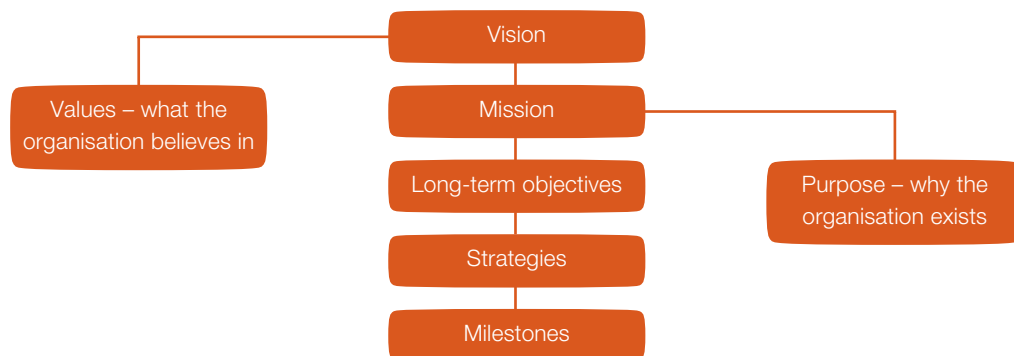 Vision
Values – what the
organisation believes in
Mission
Long-term objectives
Purpose – why the
organisation exists
Strategies
Milestones